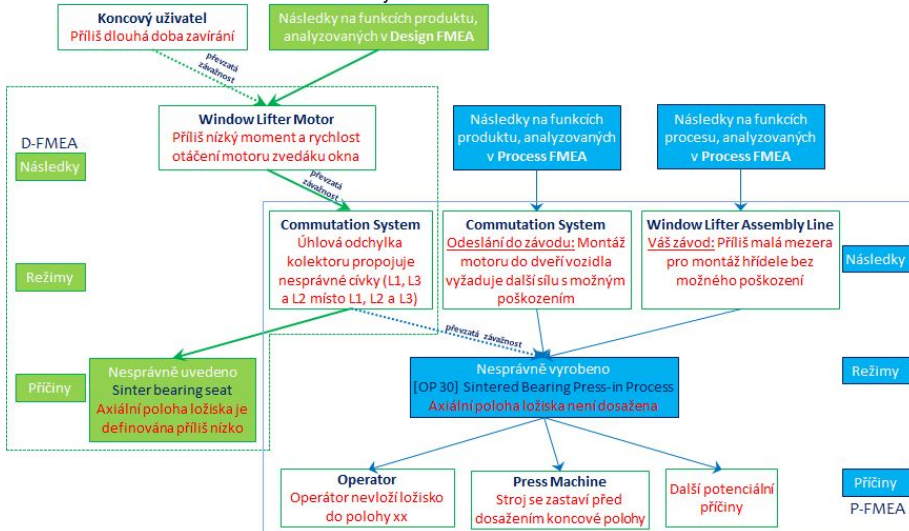 Koncový uživatel
Příliš dlouhá doba zavírání
Následky na funkcích produktu,
analyzovaných v Design FMEA
převzatá
závažnost
Window Lifter Motor
Příliš nízký moment a rychlost
otáčení motoru zvedáku okna
Následky na funkcích
produktu, analyzovaných
v Process FMEA
Následky na funkcích
procesu, analyzovaných
v Process FMEA
D-FMEA
Následky
převzatá
závažnost
Commutation System
Úhlová odchylka
kolektoru propojuje
nesprávné cívky (L1, L3
a L2 místo L1, L2 a L3)
Commutation System
Odeslání do závodu: Montáž
motoru do dveří vozidla
vyžaduje další sílu s možným
poškozením
Window Lifter Assembly Line
Váš závod: Příliš malá mezera
pro montáž hřídele bez
možného poškození
Následky
Režimy
převzatá závažnost
Nesprávně uvedeno
Sinter bearing seat
Axiální poloha ložiska je
definována příliš nízko
Nesprávně vyrobeno
[OP 30] Sintered Bearing Press-in Process
Axiální poloha ložiska není dosažena
Režimy
Příčiny
Operator
Operátor nevloží ložisko
do polohy xx
Press Machine
Stroj se zastaví před
dosažením koncové polohy
Další potenciální
příčiny
Příčiny
P-FMEA